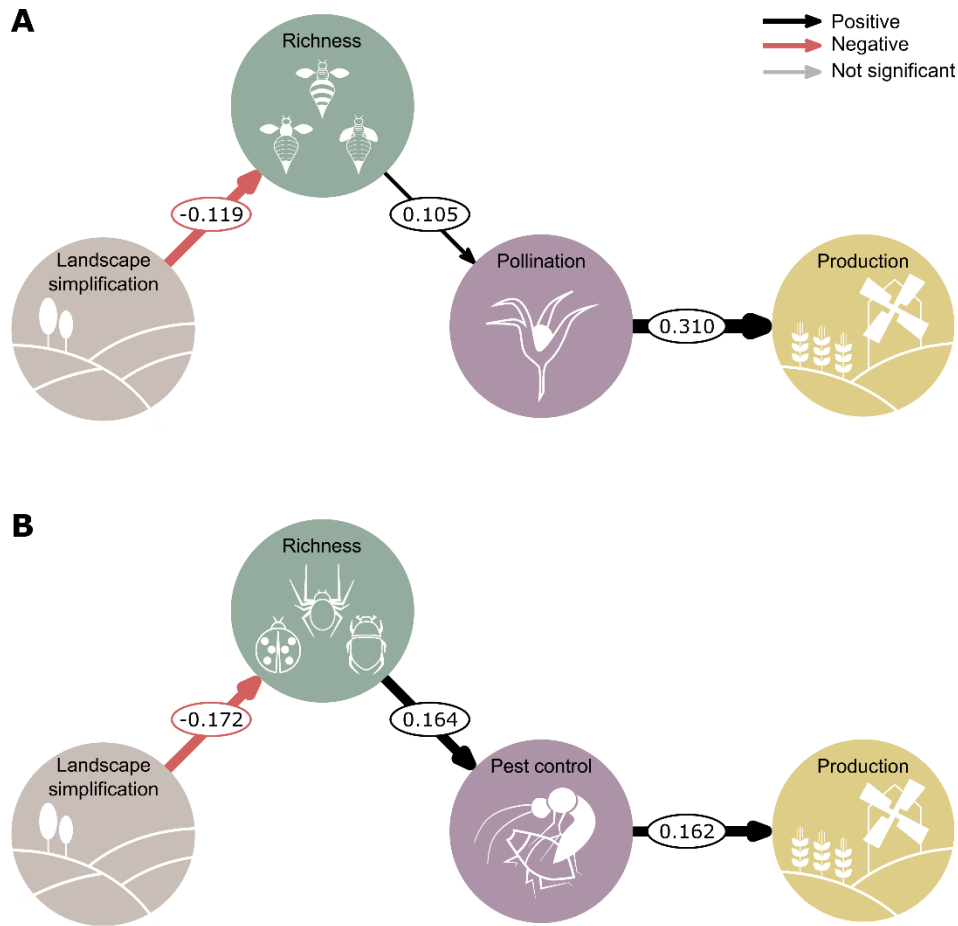 A
Positive
Negative
Not significant
Richness
-0.119
0.105
Landscape
simplification
Pollination
0.310
Production
B
Richness
-0.172
0.164
Landscape
simplification
Pest control
0.162
Production